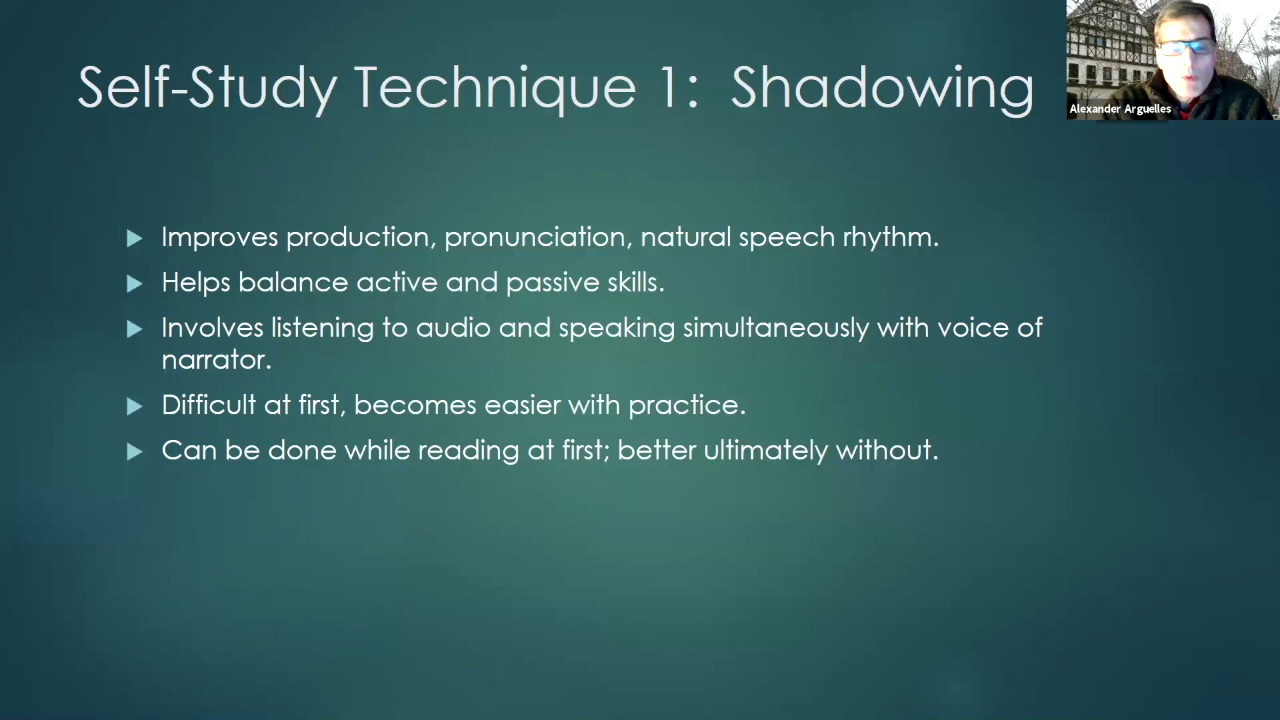 Self-Study Technique 1: Shadowing
Alexander Arguelles
Improves production, pronunciation, natural speech rhythm.
Helps balance active and passive skills.
Involves listening to audio and speaking simultaneously with voice of
narrator.
Difficult at first, becomes easier with practice.
Can be done while reading at first; better ultimately without.